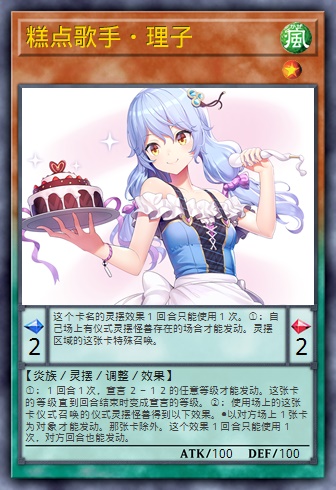 糕点歌手・理子
風
这个卡名的灵摆效果1回合只能使用1次。①：自
己场上有仪式灵摆怪兽存在的场合才能发动。灵摆
区域的这张卡特殊召唤。
2
2
【炎族／灵摆／调整／效果】
①：1回合1次，宣言2－12的任意等级才能发动。这张卡
的等级直到回合结束时变成宣言的等级。②：使用场上的这张
卡仪式召唤的仪式灵摆怪兽得到以下效果。●以对方场上1张卡
为对象才能发动。那张卡除外。这个效果1回合只能使用1
次，对方回合也能发动。
ATK/100 DEF/100